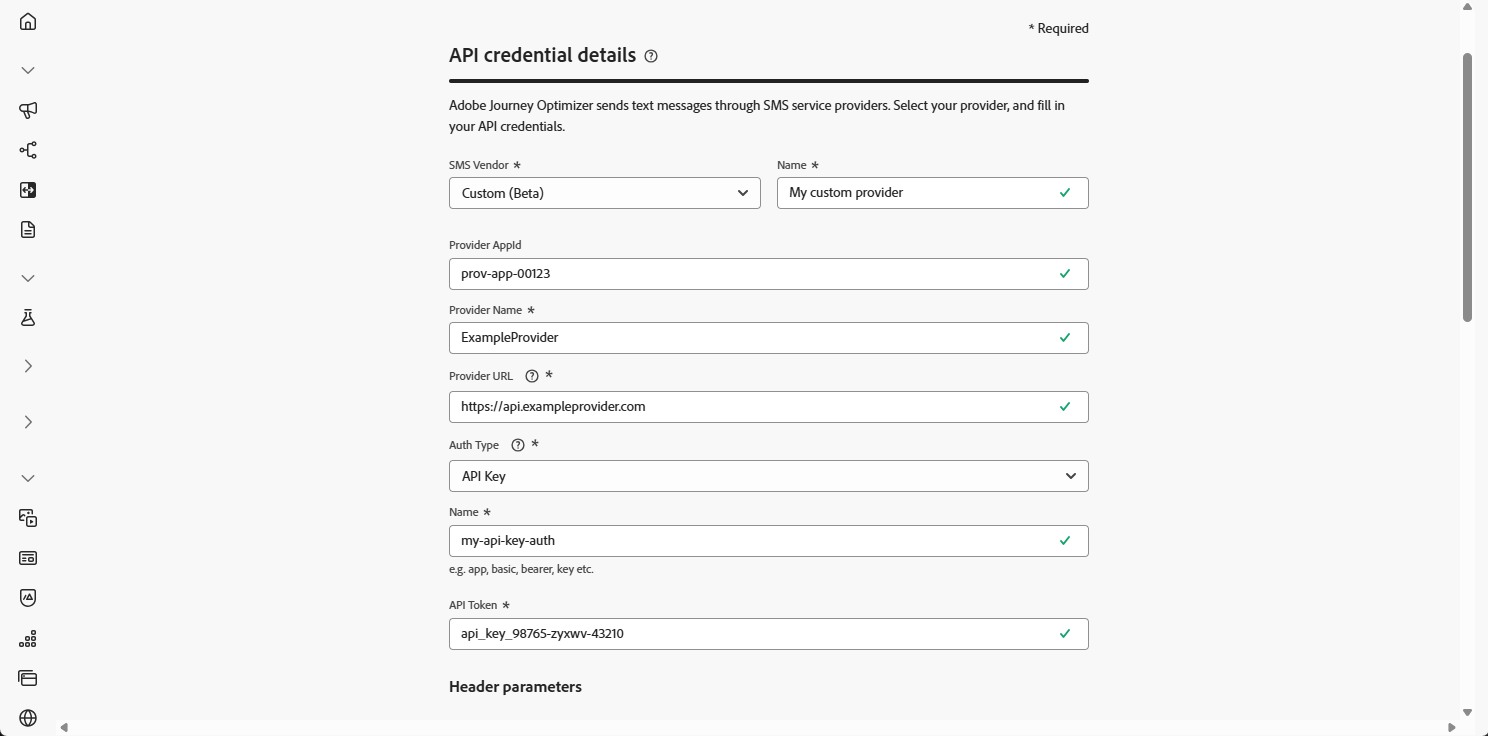 * Required
API credential details
Adobe Journey Optimizer sends text messages through SMS service providers. Select your provider, and fill in
your API credentials.
SMS Vendor *
Name *
Custom (Beta)
My custom provider
Provider AppId
prov-app-00123
Provider Name *
ExampleProvider
Provider URL *
https://api.exampleprovider.com
Auth Type *
API Key
Name *
my-api-key-auth
e.g. app, basic, bearer, key etc.
API Token *
api_key_98765-zyxwv-43210
Header parameters